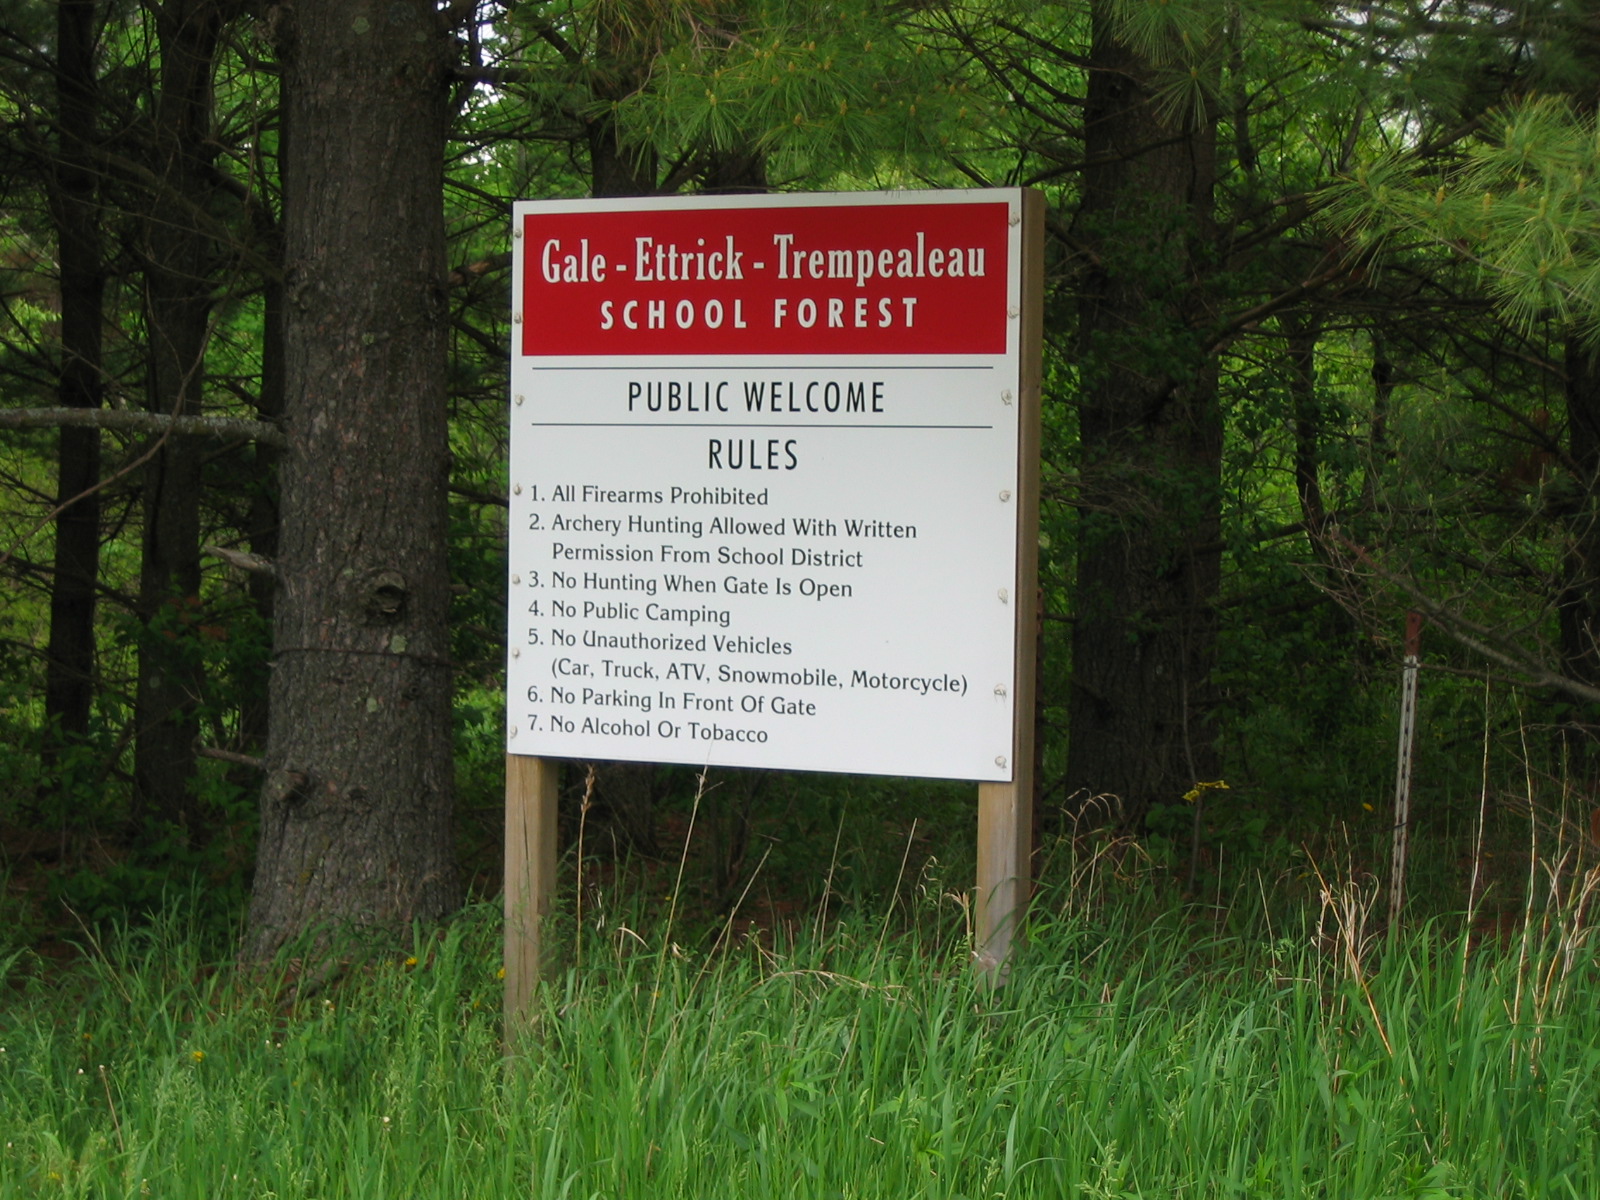 Gale - Ettrick - Trempealeau
SCHOOL FOREST
PUBLIC WELCOME
RULES
1. All Firearms Prohibited
2. Archery Hunting Allowed With Written
Permission From School District
3. No Hunting When Gate Is Open
4. No Public Camping
5. No Unauthorized Vehicles
(Car, Truck, ATV, Snowmobile, Motorcycle)
6. No Parking In Front Of Gate
7. No Alcohol Or Tobacco